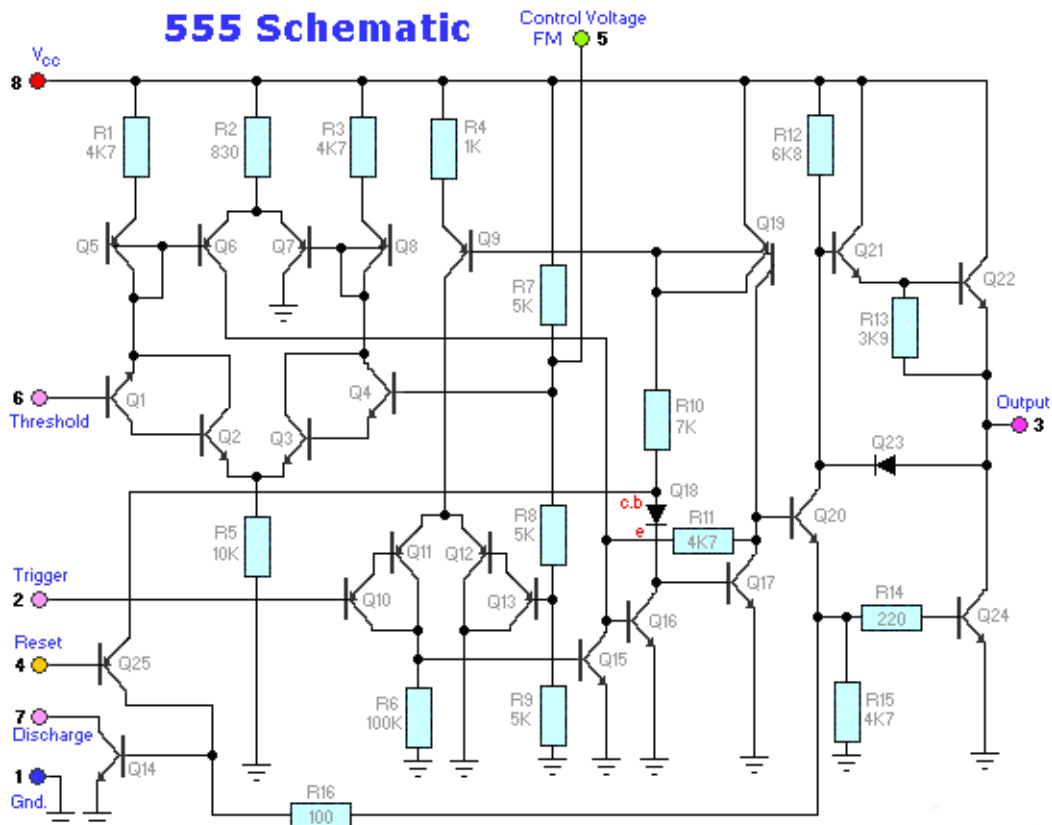 555 Schematic
Control Voltage
FM 5
Vcc
8
R1
4K7
R2
830
R3
4K7
R4
1K
R12
6K8
Q5
Q6
Q7
Q8
Q9
Q19
Q21
Q22
R7
5K
R13
3K9
6
Threshold
Q1
Q2
Q3
Q4
R10
7K
Output
3
Q23
Q18
c.b
e
R5
10K
Q11
Q12
R8
5K
R11
4K7
Q20
Trigger
2
Q10
Q13
Q17
R14
220
Q24
Reset
4
Q25
Q15
Q16
7
Discharge
Q14
R6
100K
R9
5K
R15
4K7
1
Gnd.
R16
100